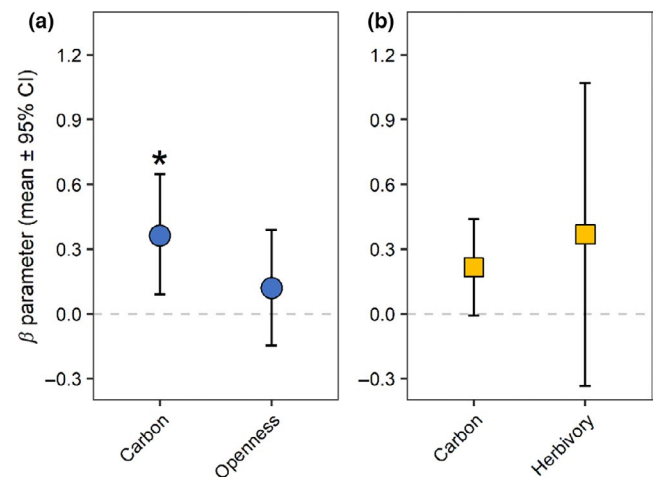 (a)
(b)
β parameter (mean ± 95% CI)
1.2
0.9
0.6
0.3
0.0
−0.3
*
Carbon
Openness
1.2
0.9
0.6
0.3
0.0
−0.3
Carbon
Herbivory